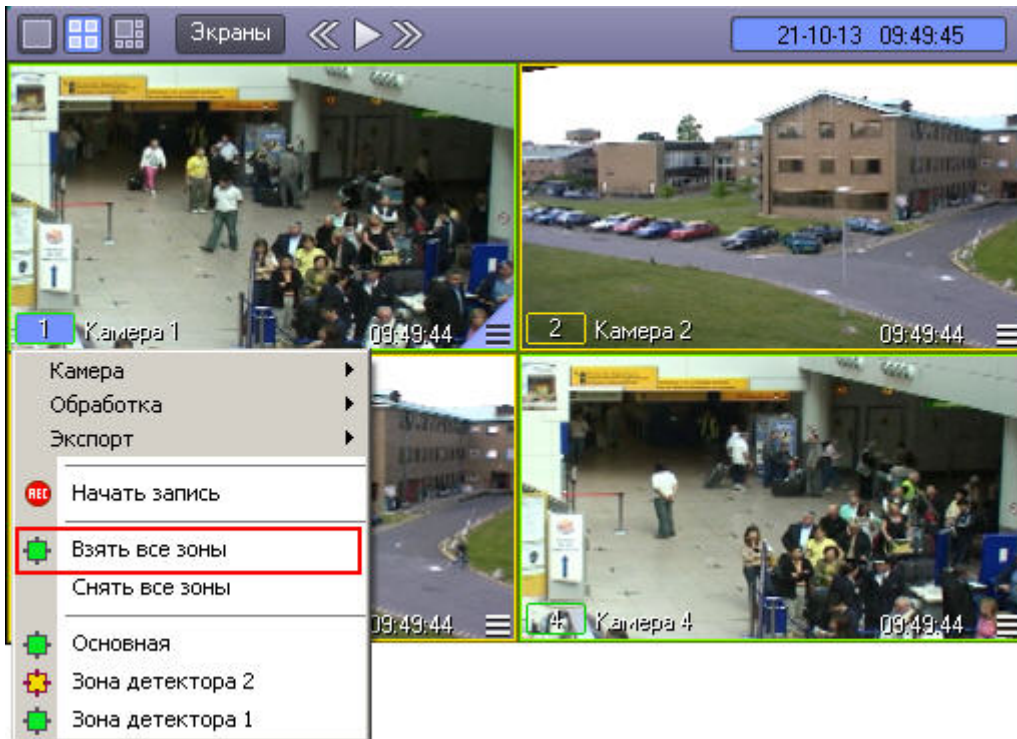 Экраны
21-10-13 09:49:45
1 Камера 1 09:49:44
2 Камера 2 09:49:44
Камера
Обработка
Экспорт
REC Начать запись
Взять все зоны
Снять все зоны
Основная
Зона детектора 2
Зона детектора 1
09:49:44
4 Камера 4 09:49:44